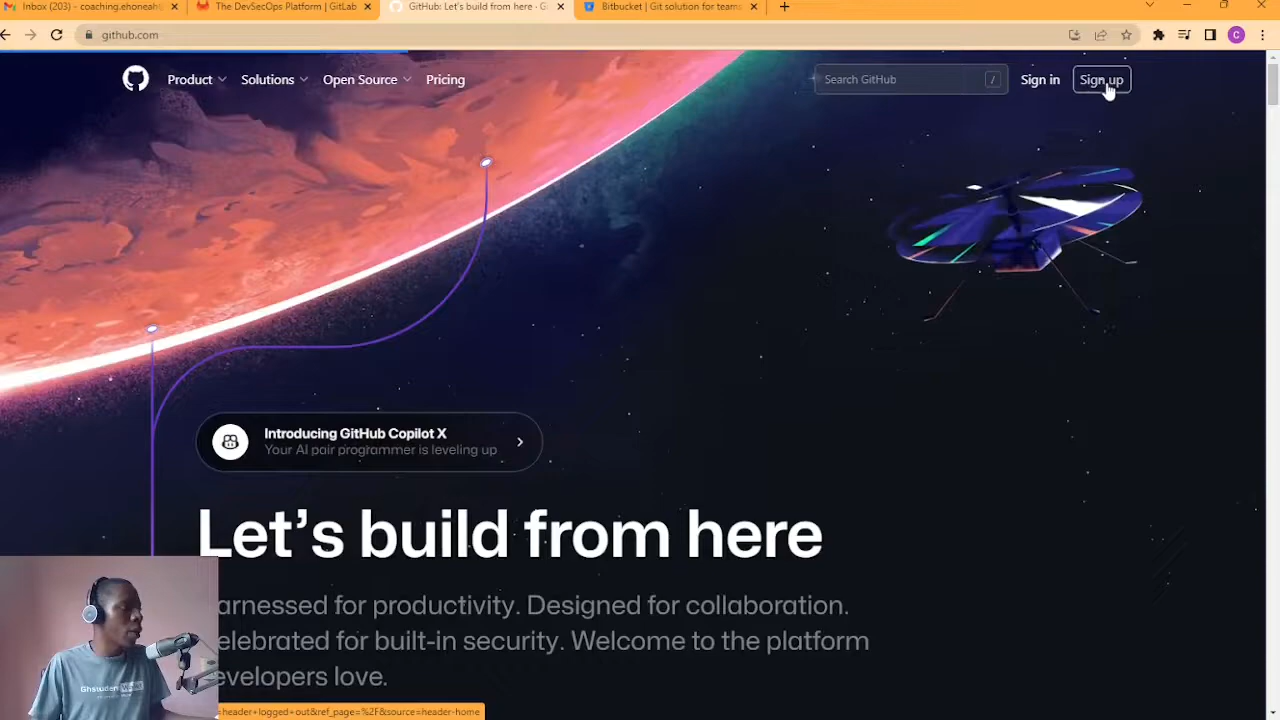 Inbox (203) - coaching.ehoneah@
The DevSecOps Platform | GitLab
GitHub: Let's build from here · G
Bitbucket | Git solution for teams
github.com
C
Product
Solutions
Open Source
Pricing
Search GitHub
/
Sign in
Sign up
Introducing GitHub Copilot X
Your AI pair programmer is leveling up
Let's build from here
arnessed for productivity. Designed for collaboration.
elebrated for built-in security. Welcome to the platform
evelopers love.
=header+logged+out&ref_page=%2F&source=header-home